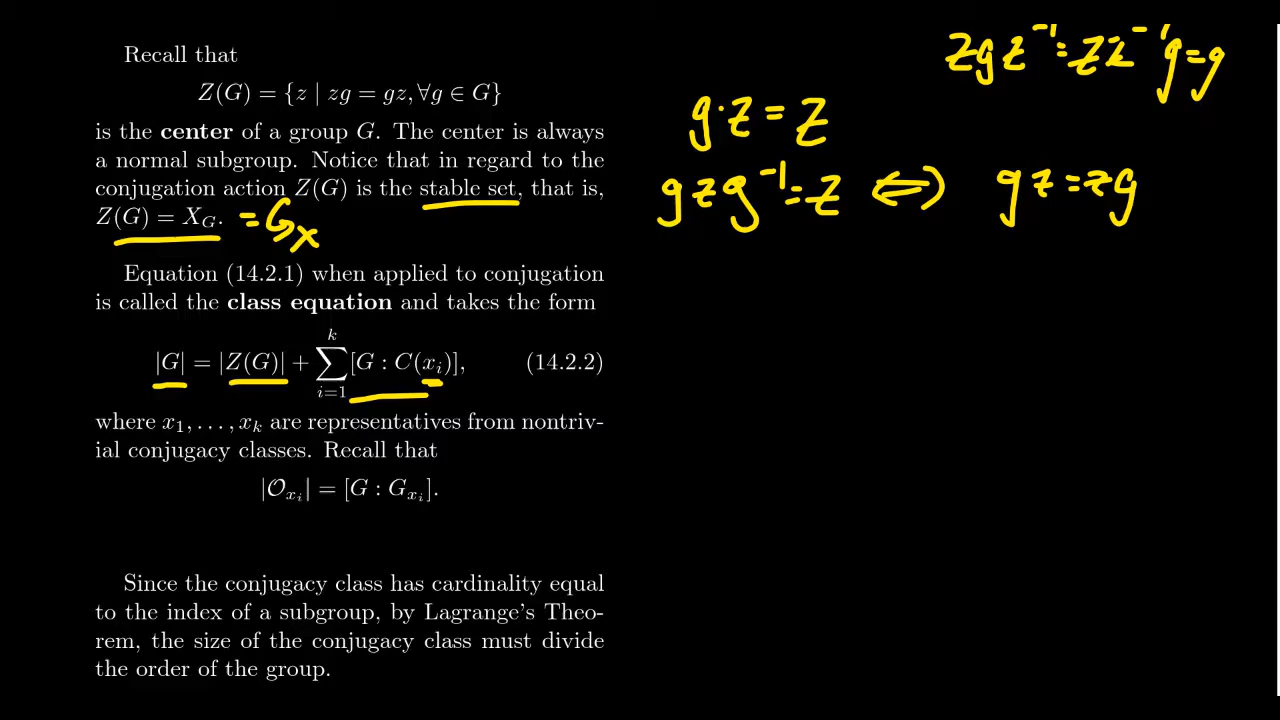 Recall that
Z(G) = {z | zg = gz, ∀g ∈ G}
is the center of a group G. The center is always
a normal subgroup. Notice that in regard to the
conjugation action Z(G) is the stable set, that is,
Z(G) = X_G. = G_X
Equation (14.2.1) when applied to conjugation
is called the class equation and takes the form
|G| = |Z(G)| + ∑_{i=1}^{k} [G : C(x_i)], (14.2.2)
where x_1, . . . , x_k are representatives from nontriv-
ial conjugacy classes. Recall that
|𝒪_{x_i}| = [G : G_{x_i}].
Since the conjugacy class has cardinality equal
to the index of a subgroup, by Lagrange's Theo-
rem, the size of the conjugacy class must divide
the order of the group.
zgz⁻¹ = zz⁻¹g = g
g·z = z
gzg⁻¹ = z ⇔ gz = zg